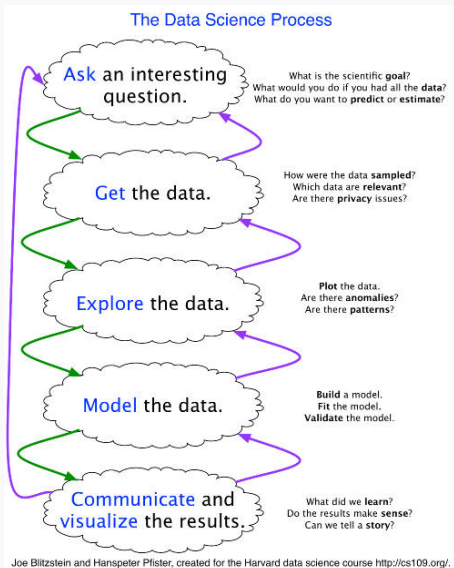 The Data Science Process
Ask an interesting
question.
What is the scientific goal?
What would you do if you had all the data?
What do you want to predict or estimate?
Get the data.
How were the data sampled?
Which data are relevant?
Are there privacy issues?
Explore the data.
Plot the data.
Are there anomalies?
Are there patterns?
Model the data.
Build a model.
Fit the model.
Validate the model.
Communicate and
visualize the results.
What did we learn?
Do the results make sense?
Can we tell a story?
Joe Blitzstein and Hanspeter Pfister, created for the Harvard data science course http://cs109.org/.